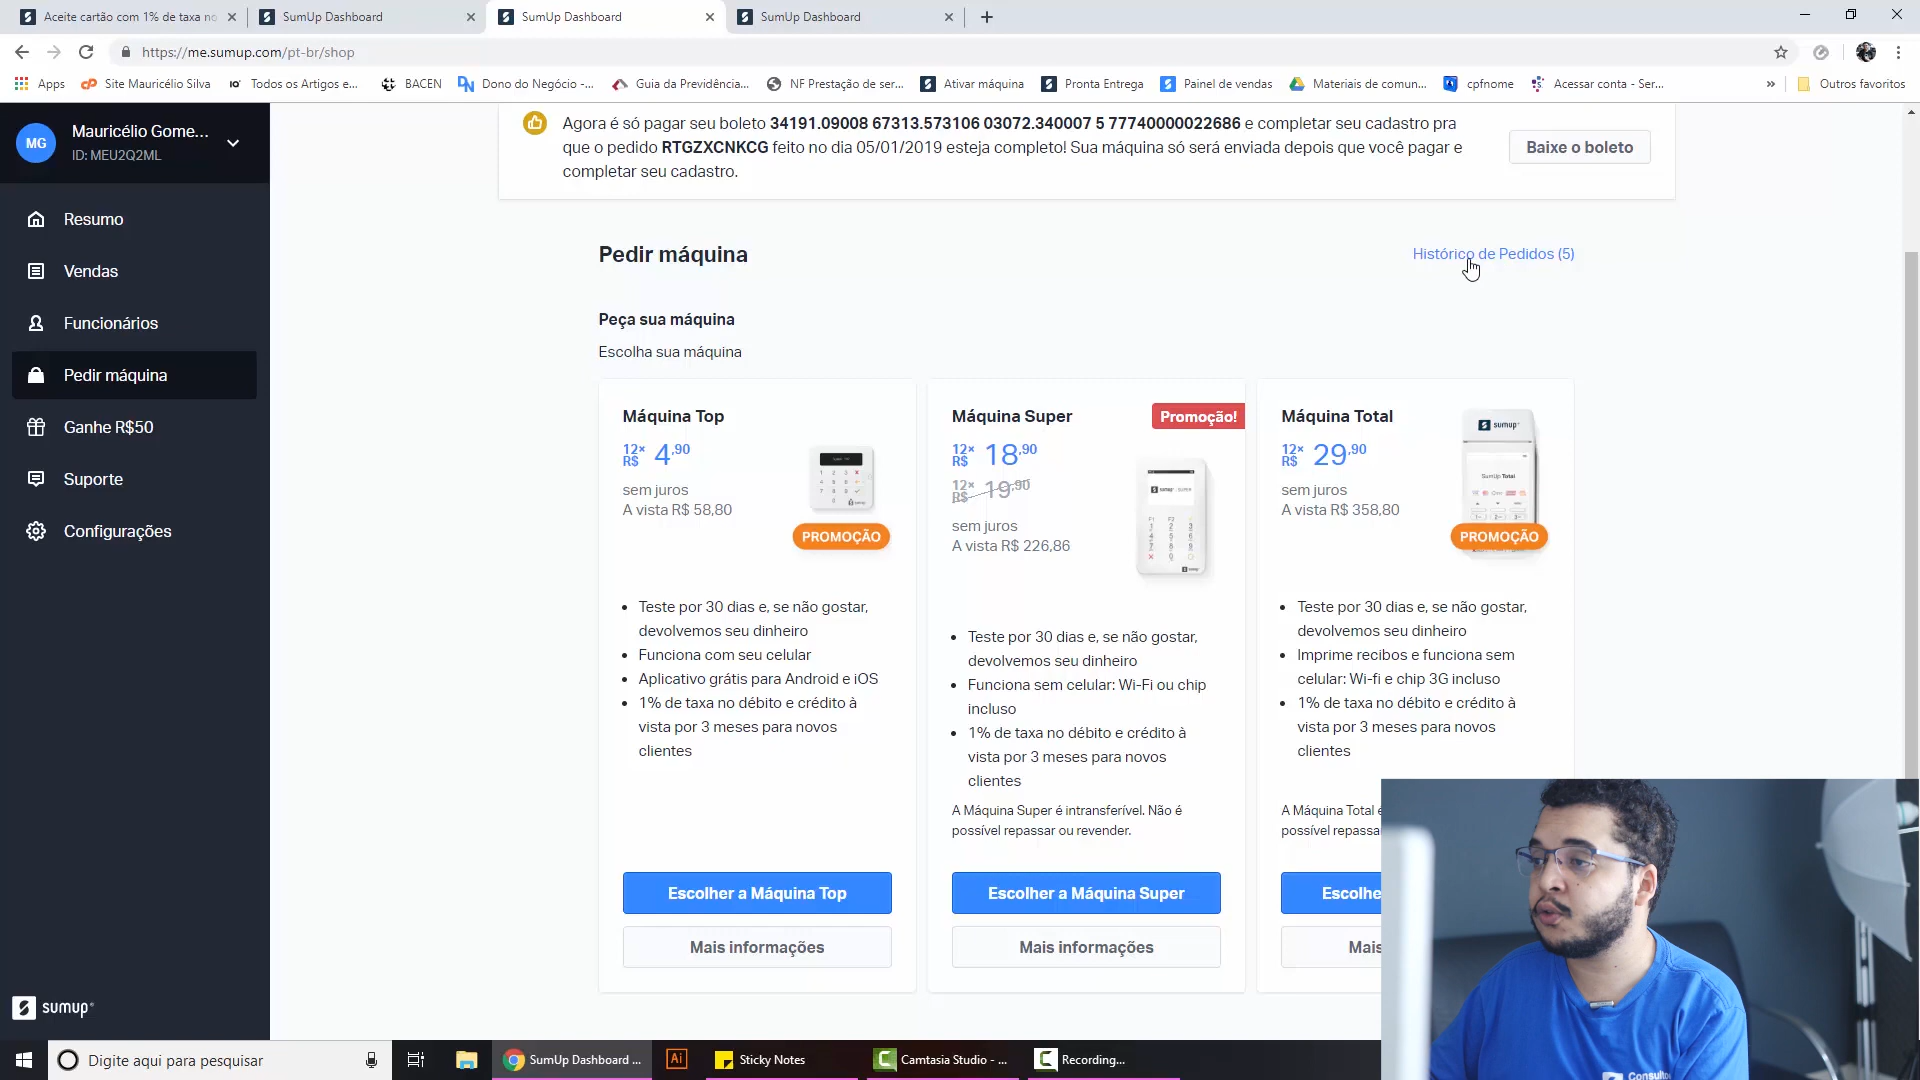 Aceite cartão com 1% de taxa no
SumUp Dashboard
SumUp Dashboard
SumUp Dashboard
https://me.sumup.com/pt-br/shop
Apps
Site Mauricélio Silva
Todos os Artigos e...
BACEN
Dono do Negócio -...
Guia da Previdência...
NF Prestação de ser...
Ativar máquina
Pronta Entrega
Painel de vendas
Materiais de comun...
cpfnome
Acessar conta - Ser...
»
Outros favoritos
MG
Mauricélio Gome...
ID: MEU2Q2ML
Resumo
Vendas
Funcionários
Pedir máquina
Ganhe R$50
Suporte
Configurações
sumup
Agora é só pagar seu boleto 34191.09008 67313.573106 03072.340007 5 77740000022686 e completar seu cadastro pra
que o pedido RTGZXCNKCG feito no dia 05/01/2019 esteja completo! Sua máquina só será enviada depois que você pagar e
completar seu cadastro.
Baixe o boleto
Pedir máquina
Histórico de Pedidos (5)
Peça sua máquina
Escolha sua máquina
Máquina Top
12x R$ 4,90
sem juros
A vista R$ 58,80
PROMOÇÃO
Teste por 30 dias e, se não gostar,
devolvemos seu dinheiro
Funciona com seu celular
Aplicativo grátis para Android e iOS
1% de taxa no débito e crédito à
vista por 3 meses para novos
clientes
Escolher a Máquina Top
Mais informações
Máquina Super
Promoção!
12x R$ 18,90
12x R$ 19,90
sem juros
A vista R$ 226,86
Teste por 30 dias e, se não gostar,
devolvemos seu dinheiro
Funciona sem celular: Wi-Fi ou chip
incluso
1% de taxa no débito e crédito à
vista por 3 meses para novos
clientes
A Máquina Super é intransferível. Não é
possível repassar ou revender.
Escolher a Máquina Super
Mais informações
Máquina Total
12x R$ 29,90
sem juros
A vista R$ 358,80
sumup
SumUp Total
PROMOÇÃO
Teste por 30 dias e, se não gostar,
devolvemos seu dinheiro
Imprime recibos e funciona sem
celular: Wi-fi e chip 3G incluso
1% de taxa no débito e crédito à
vista por 3 meses para novos
clientes
A Máquina Total
possível repassa
Escolhe
Mais
Digite aqui para pesquisar
SumUp Dashboard ...
Ai
Sticky Notes
Camtasia Studio - ...
Recording...